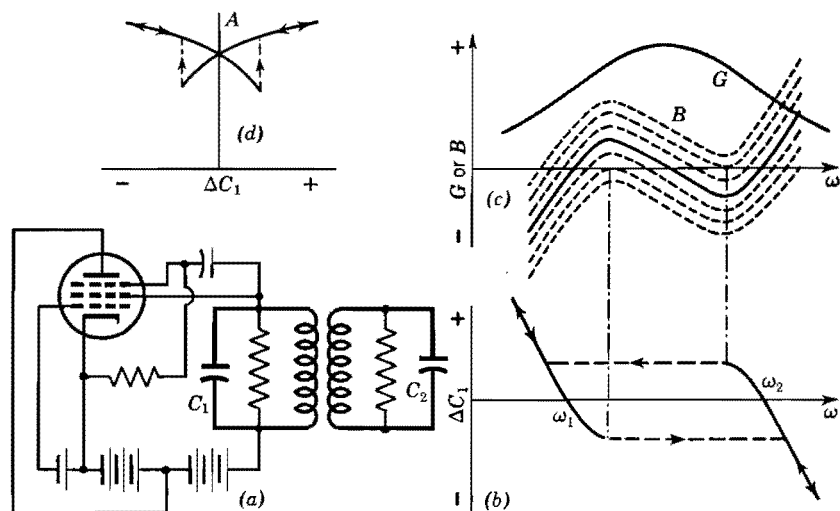 A
(d)
− ΔC₁ +
+
G
B
G or B
(c)
ω
−
C₁
C₂
(a)
+
ΔC₁
ω₁
ω₂
ω
−
(b)